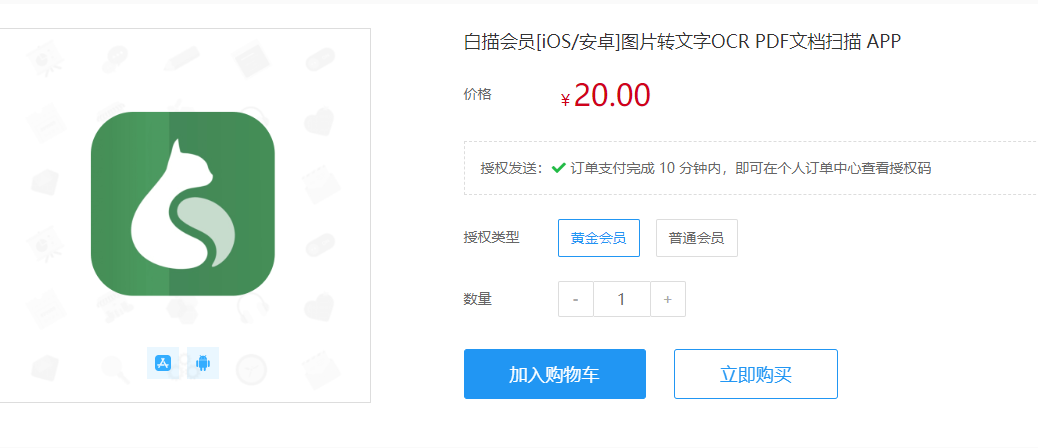 白描会员[iOS/安卓]图片转文字OCR PDF文档扫描 APP
价格
¥20.00
授权发送: 订单支付完成 10 分钟内，即可在个人订单中心查看授权码
授权类型 黄金会员 普通会员
数量 - 1 +
加入购物车 立即购买